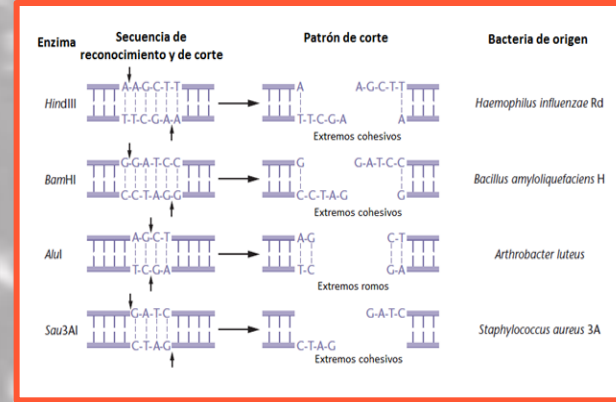 Enzima
Secuencia de
reconocimiento y de corte
Patrón de corte
Bacteria de origen
HindIII
A-A-G-C-T-T
T-T-C-G-A-A
A
A-G-C-T-T
T-T-C-G-A
A
Extremos cohesivos
Haemophilus influenzae Rd
BamHI
G-G-A-T-C-C
C-C-T-A-G-G
G
G-A-T-C-C
C-C-T-A-G
G
Extremos cohesivos
Bacillus amyloliquefaciens H
AluI
A-G-C-T
T-C-G-A
A-G
C-T
T-C
G-A
Extremos romos
Arthrobacter luteus
Sau3AI
G-A-T-C
C-T-A-G
G-A-T-C
C-T-A-G
Extremos cohesivos
Staphylococcus aureus 3A